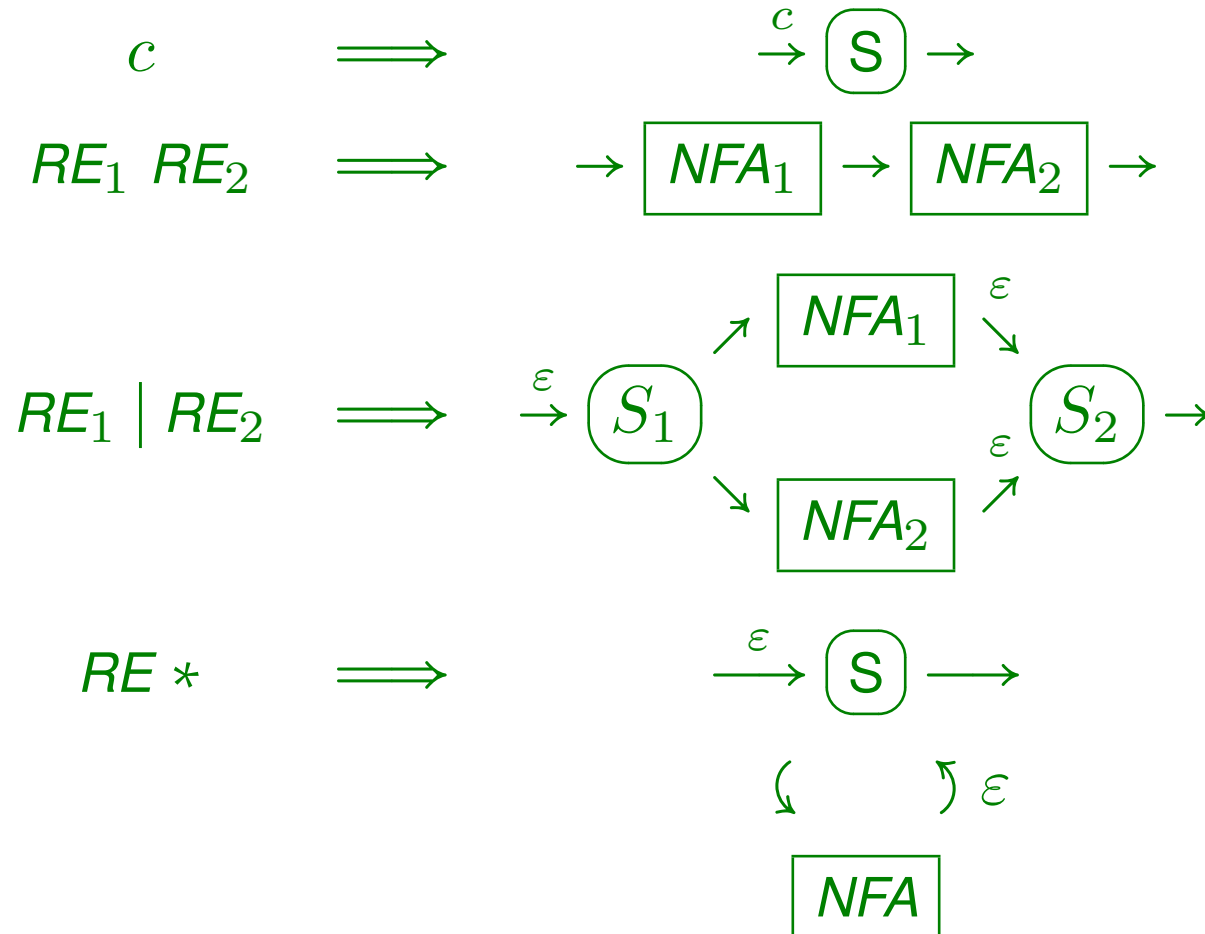 c ⟹ c → S →
RE₁ RE₂ ⟹ → NFA₁ → NFA₂ →
NFA₁ ε
RE₁ | RE₂ ⟹ ε → S₁ S₂ →
NFA₂ ε
RE * ⟹ ε → S →
ε
NFA